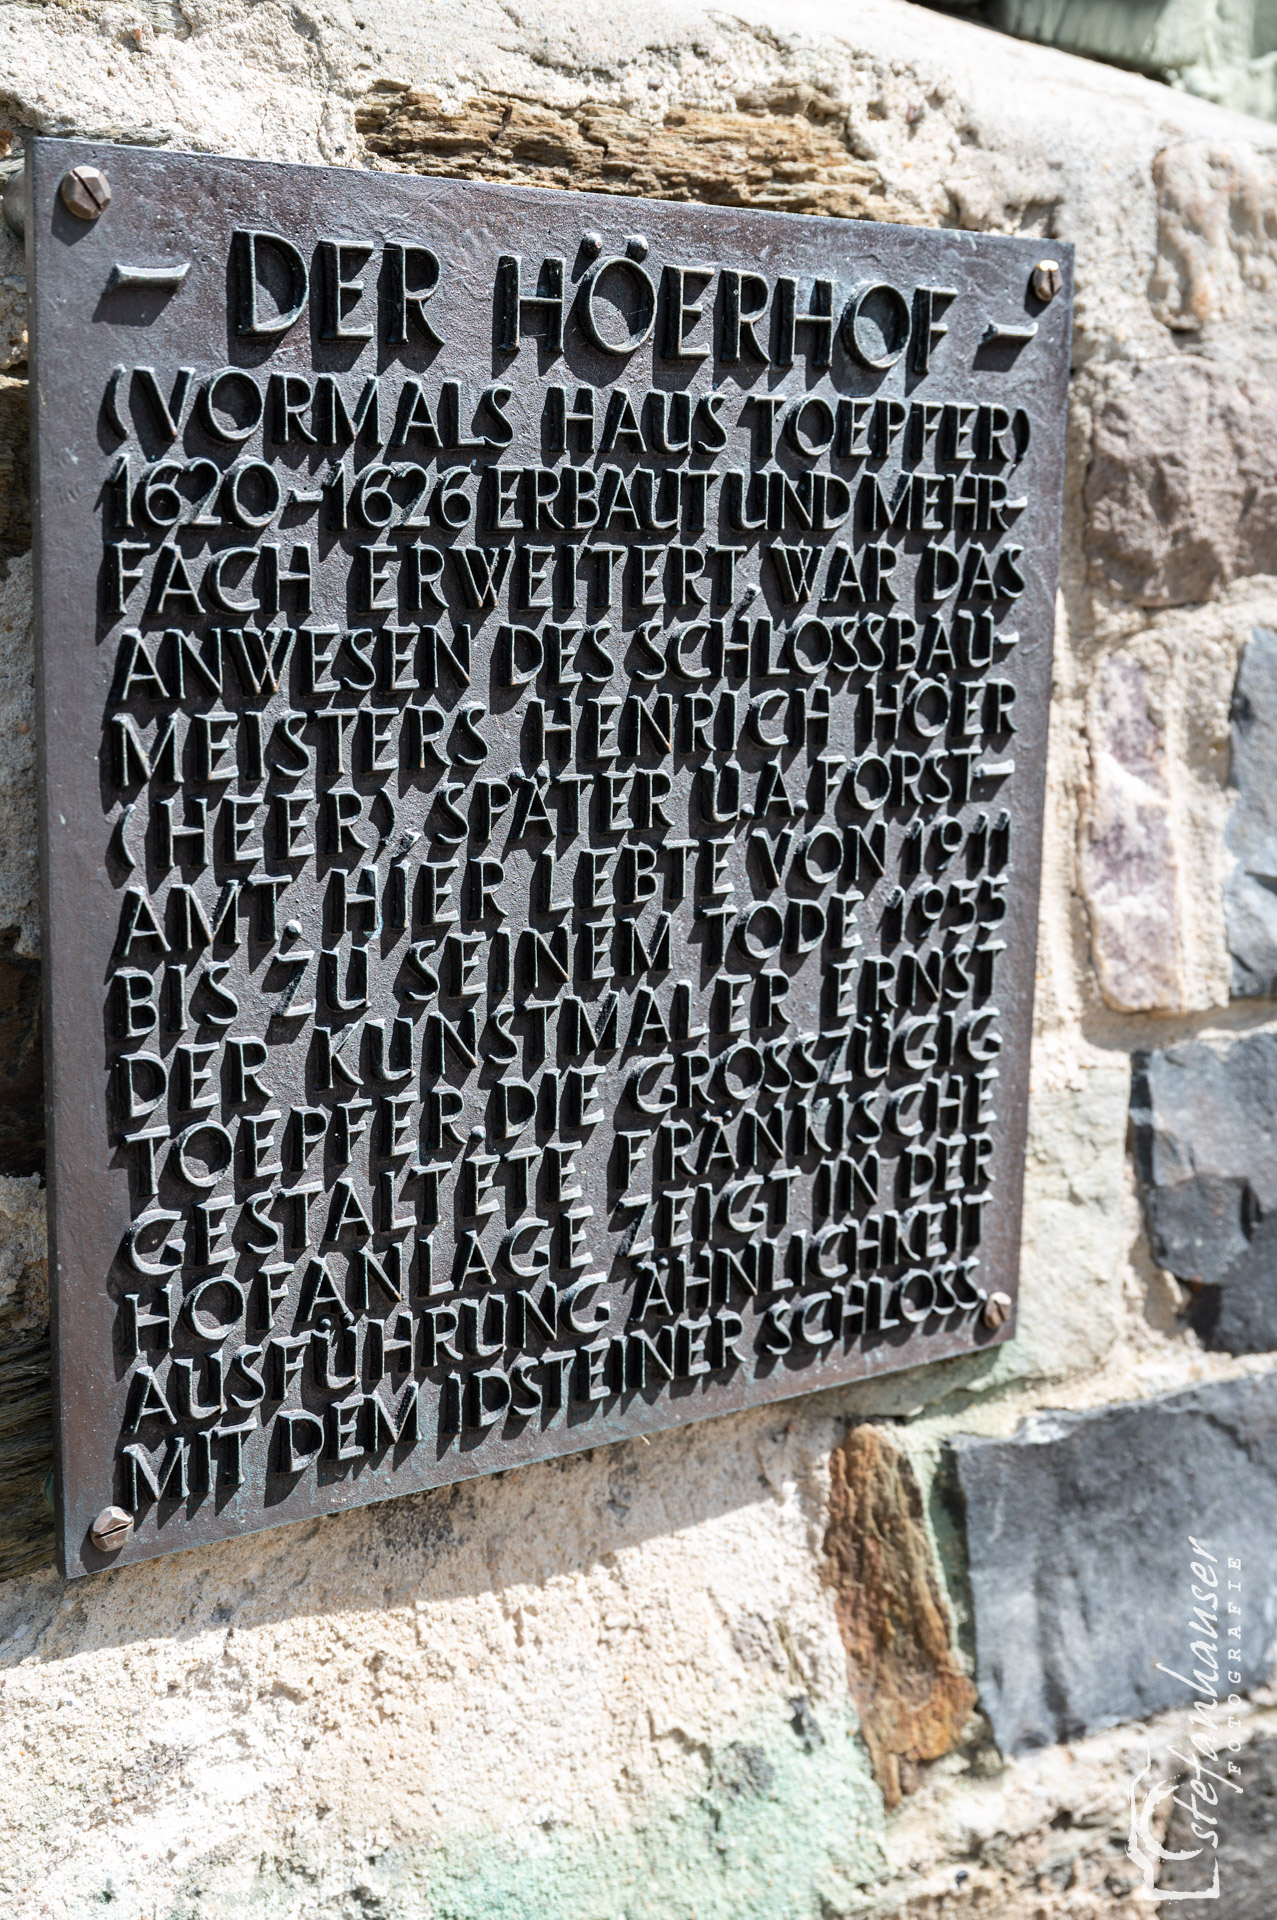 – DER HÖERHOF –
(VORMALS HAUS TOEPFER)
1620–1626 ERBAUT UND MEHR-
FACH ERWEITERT, WAR DAS
ANWESEN DES SCHLOSSBAU-
MEISTERS HENRICH HÖER
(HEER), SPÄTER U.A. FORST-
AMT. HIER LEBTE VON 1911
BIS ZU SEINEM TODE 1955
DER KUNSTMALER ERNST
TOEPFER. DIE GROSSZÜGIG
GESTALTETE FRÄNKISCHE
HOFANLAGE ZEIGT IN DER
AUSFÜHRUNG ÄHNLICHKEIT
MIT DEM IDSTEINER SCHLOSS.
stefanhauser
FOTOGRAFIE